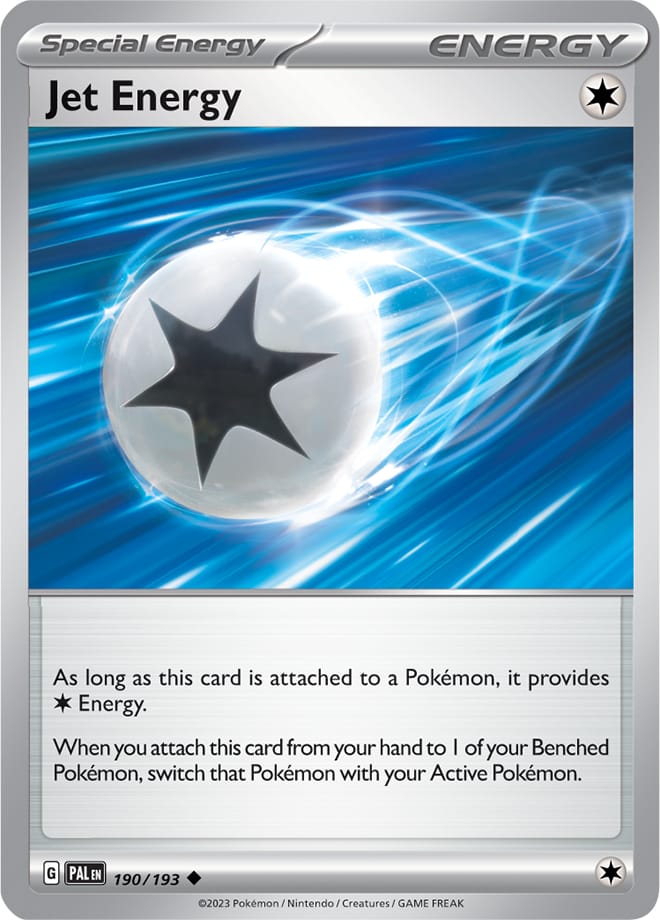 Special Energy ENERGY
Jet Energy
As long as this card is attached to a Pokémon, it provides
✶ Energy.
When you attach this card from your hand to 1 of your Benched
Pokémon, switch that Pokémon with your Active Pokémon.
G PAL EN 190/193 ◆
©2023 Pokémon / Nintendo / Creatures / GAME FREAK